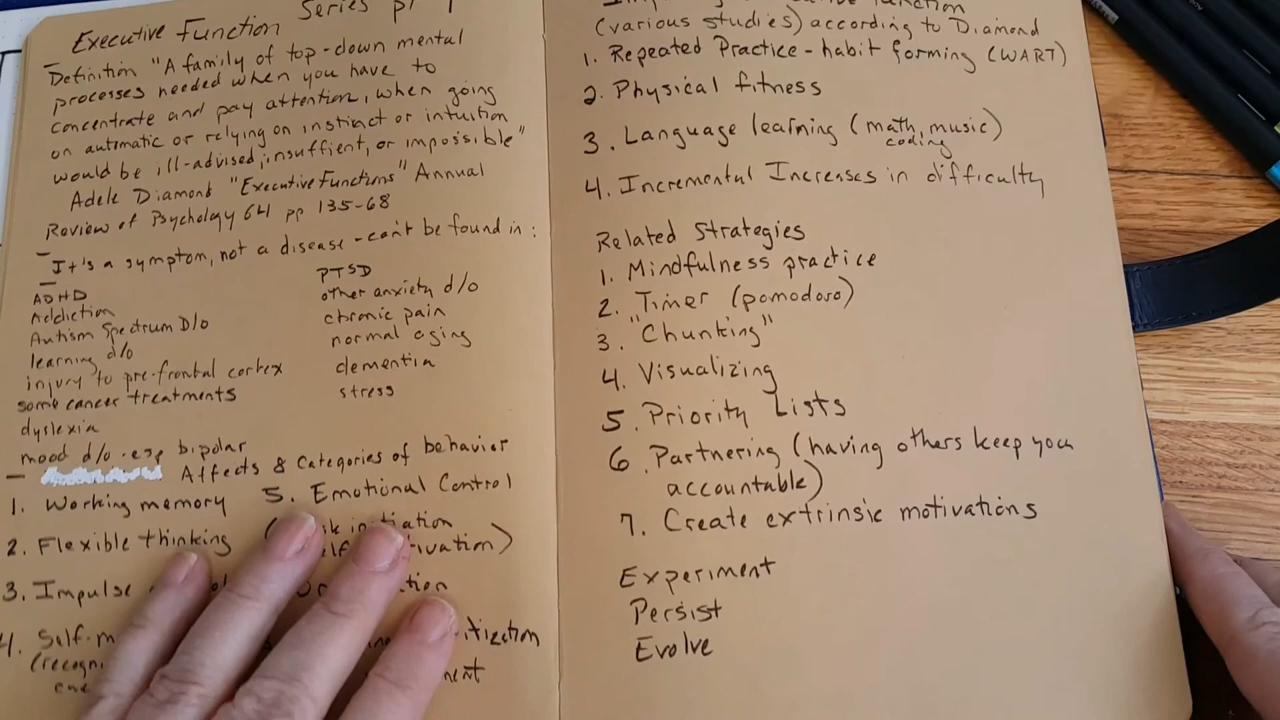 Series pt 1
Executive Function
- Definition "A family of top-down mental
processes needed when you have to
concentrate and pay attention, when going
on automatic or relying on instinct or intuition
would be ill-advised, insufficient, or impossible"
Adele Diamond "Executive Functions" Annual
Review of Psychology 64 pp 135-68
- It's a symptom, not a disease - can't be found in:
ADHD
Addiction
Autism Spectrum D/o
learning d/o
injury to pre-frontal cortex
some cancer treatments
dyslexia
mood d/o - esp bipolar
PTSD
other anxiety d/o
chronic pain
normal aging
dementia
stress
- Affects 8 Categories of behavior
1. Working memory
2. Flexible thinking
3. Impulse
4. Self-m
(recogni
5. Emotional Control
initiation
(various studies) according to Diamond
1. Repeated Practice - habit forming (WART)
2. Physical fitness
3. Language learning (math, music)
coding
4. Incremental Increases in difficulty
Related Strategies
1. Mindfulness practice
2. Timer (pomodoro)
3. "Chunking"
4. Visualizing
5. Priority Lists
6. Partnering (having others keep you
accountable)
7. Create extrinsic motivations
Experiment
Persist
Evolve